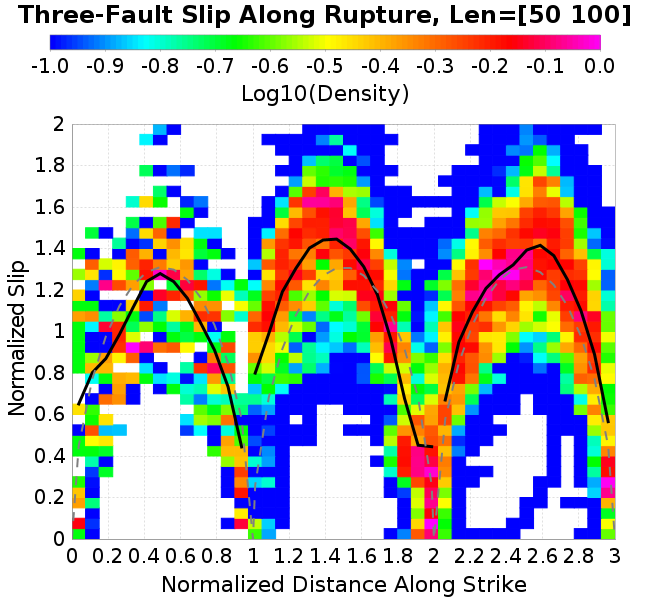 Three-Fault Slip Along Rupture, Len=[50 100]
-1.0 -0.9 -0.8 -0.7 -0.6 -0.5 -0.4 -0.3 -0.2 -0.1 0.0
Log10(Density)
2
1.8
1.6
1.4
1.2
1
0.8
0.6
0.4
0.2
0
Normalized Slip
0 0.2 0.4 0.6 0.8 1 1.2 1.4 1.6 1.8 2 2.2 2.4 2.6 2.8 3
Normalized Distance Along Strike